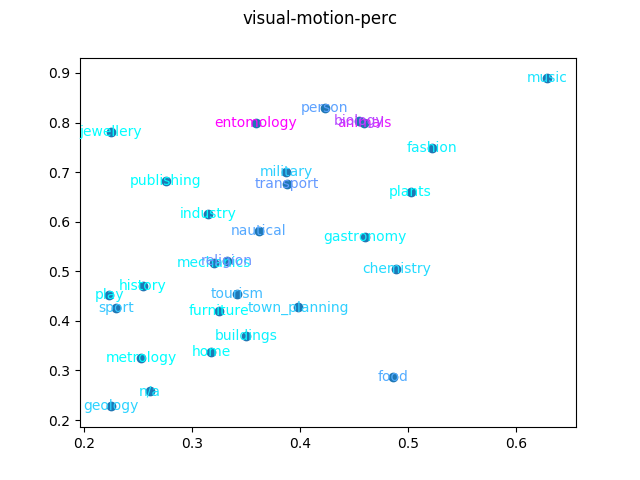 visual-motion-perc
0.9
music
person
0.8
entomology
biology
animals
jewellery
fashion
0.7
military
publishing
transport
plants
industry
0.6
nautical
gastronomy
religion
mechanics
chemistry
0.5
history
play
tourism
sport
furniture
town_planning
0.4
buildings
home
metrology
0.3
food
n/a
geology
0.2
0.2
0.3
0.4
0.5
0.6